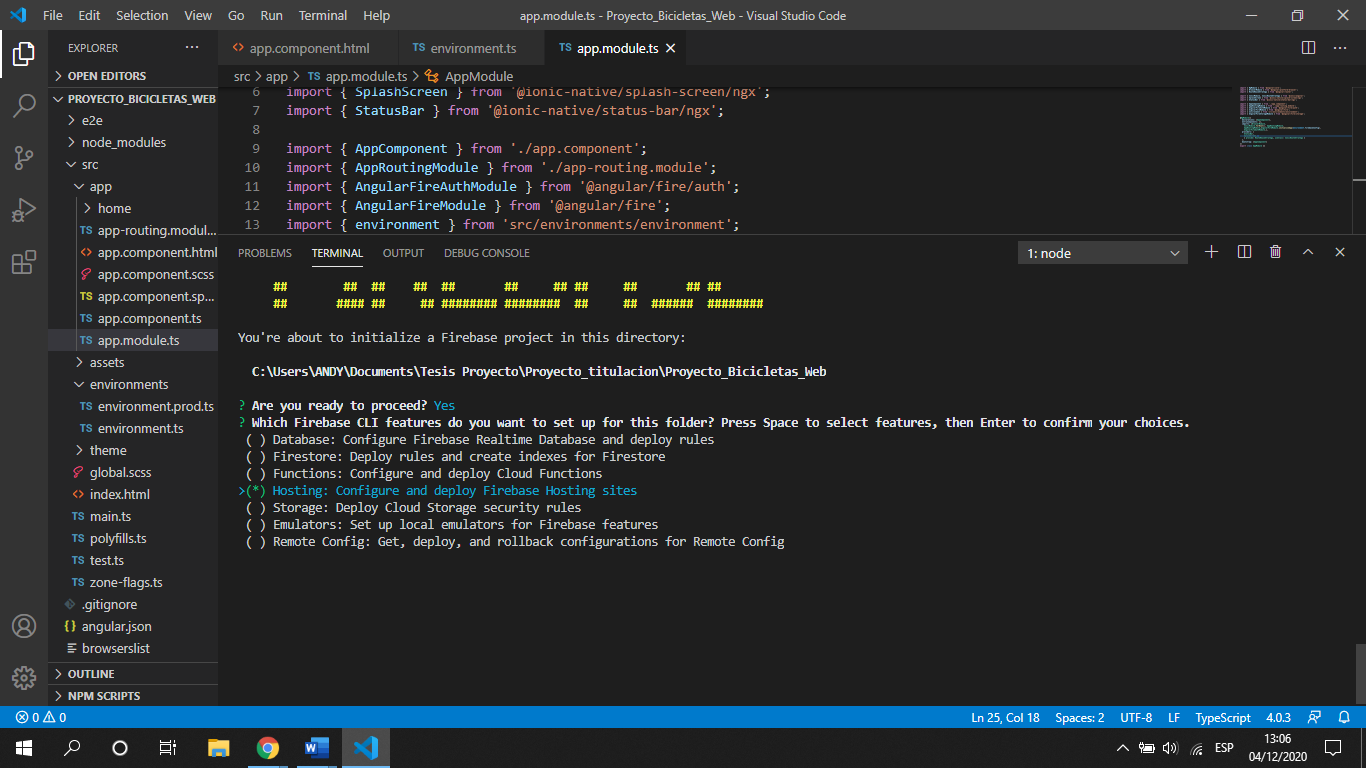 File Edit Selection View Go Run Terminal Help app.module.ts - Proyecto_Bicicletas_Web - Visual Studio Code
EXPLORER ...
OPEN EDITORS
PROYECTO_BICICLETAS_WEB
e2e
node_modules
src
app
home
TS app-routing.modul...
<> app.component.html
app.component.scss
TS app.component.sp...
TS app.component.ts
TS app.module.ts
assets
environments
TS environment.prod.ts
TS environment.ts
theme
global.scss
<> index.html
TS main.ts
TS polyfills.ts
TS test.ts
TS zone-flags.ts
.gitignore
{} angular.json
browserslist
OUTLINE
NPM SCRIPTS
<> app.component.html TS environment.ts TS app.module.ts
src > app > TS app.module.ts > AppModule
6 import { SplashScreen } from '@ionic-native/splash-screen/ngx';
7 import { StatusBar } from '@ionic-native/status-bar/ngx';
8
9 import { AppComponent } from './app.component';
10 import { AppRoutingModule } from './app-routing.module';
11 import { AngularFireAuthModule } from '@angular/fire/auth';
12 import { AngularFireModule } from '@angular/fire';
13 import { environment } from 'src/environments/environment';
PROBLEMS TERMINAL OUTPUT DEBUG CONSOLE 1: node
##        ##  ##    ##  ##       ##     ## ##     ##       ## ##
##       #### ##     ## ######## ########  ##     ##  ######  ########
You're about to initialize a Firebase project in this directory:
C:\Users\ANDY\Documents\Tesis Proyecto\Proyecto_titulacion\Proyecto_Bicicletas_Web
? Are you ready to proceed? Yes
? Which Firebase CLI features do you want to set up for this folder? Press Space to select features, then Enter to confirm your choices.
( ) Database: Configure Firebase Realtime Database and deploy rules
( ) Firestore: Deploy rules and create indexes for Firestore
( ) Functions: Configure and deploy Cloud Functions
>(*) Hosting: Configure and deploy Firebase Hosting sites
( ) Storage: Deploy Cloud Storage security rules
( ) Emulators: Set up local emulators for Firebase features
( ) Remote Config: Get, deploy, and rollback configurations for Remote Config
0 0 Ln 25, Col 18 Spaces: 2 UTF-8 LF TypeScript 4.0.3
ESP 13:06
04/12/2020